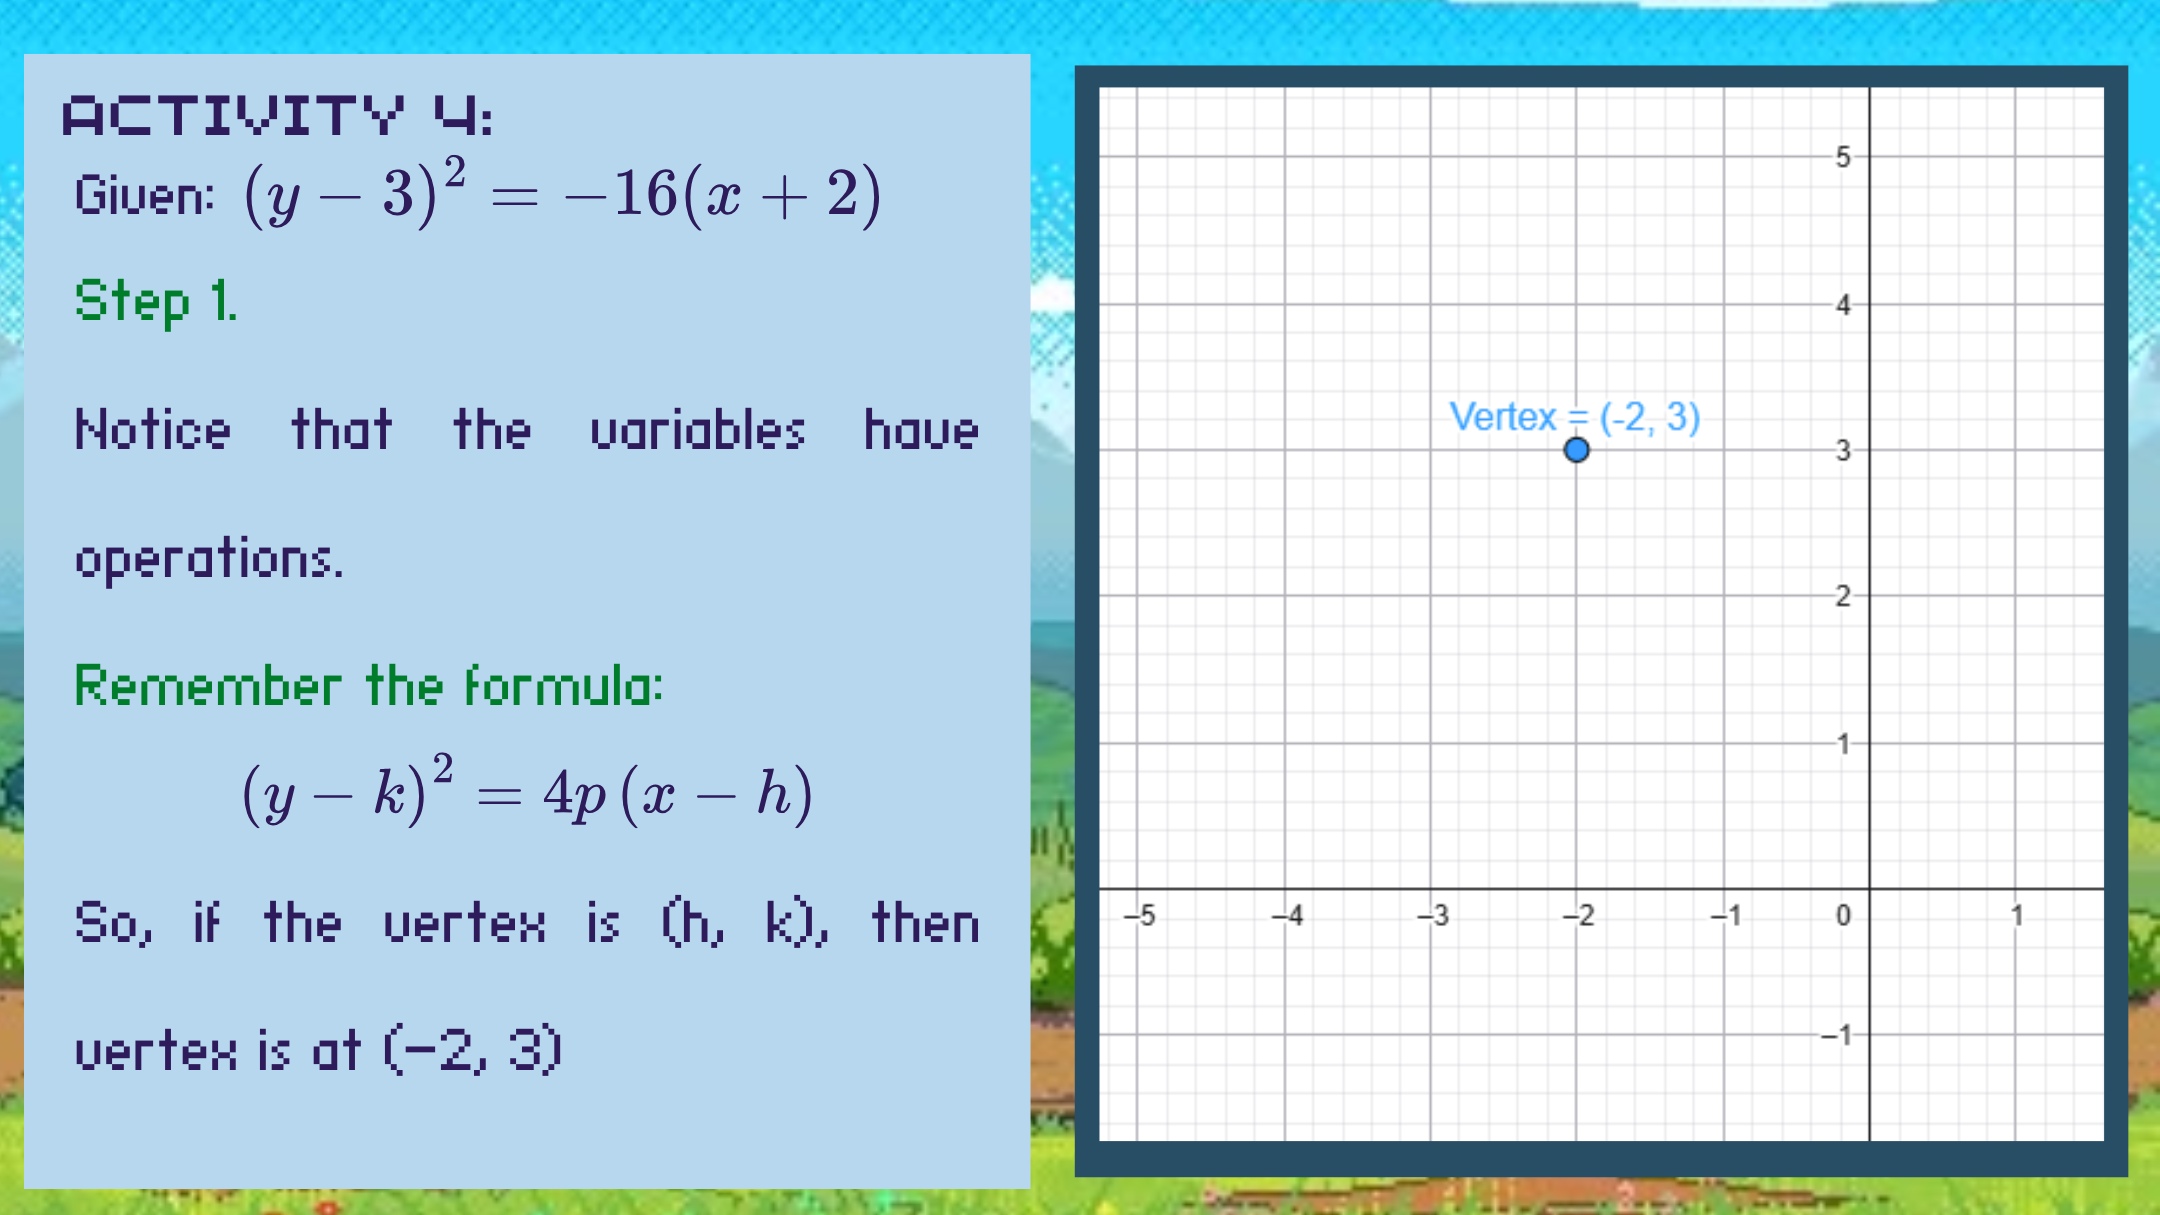 ACTIVITY 4:
Given: (y − 3)² = −16(x + 2)
Step 1.
Notice that the variables have
operations.
Remember the formula:
(y − k)² = 4p (x − h)
So, if the vertex is (h, k), then
vertex is at (−2, 3)
5
4
Vertex = (-2, 3)
3
2
1
−5 −4 −3 −2 −1 0 1
−1